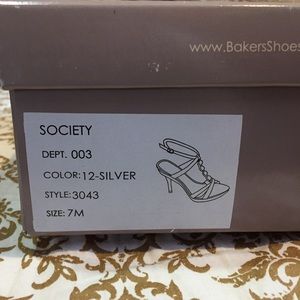 www.BakersShoes
SOCIETY
DEPT. 003
COLOR:12-SILVER
STYLE:3043
SIZE: 7M